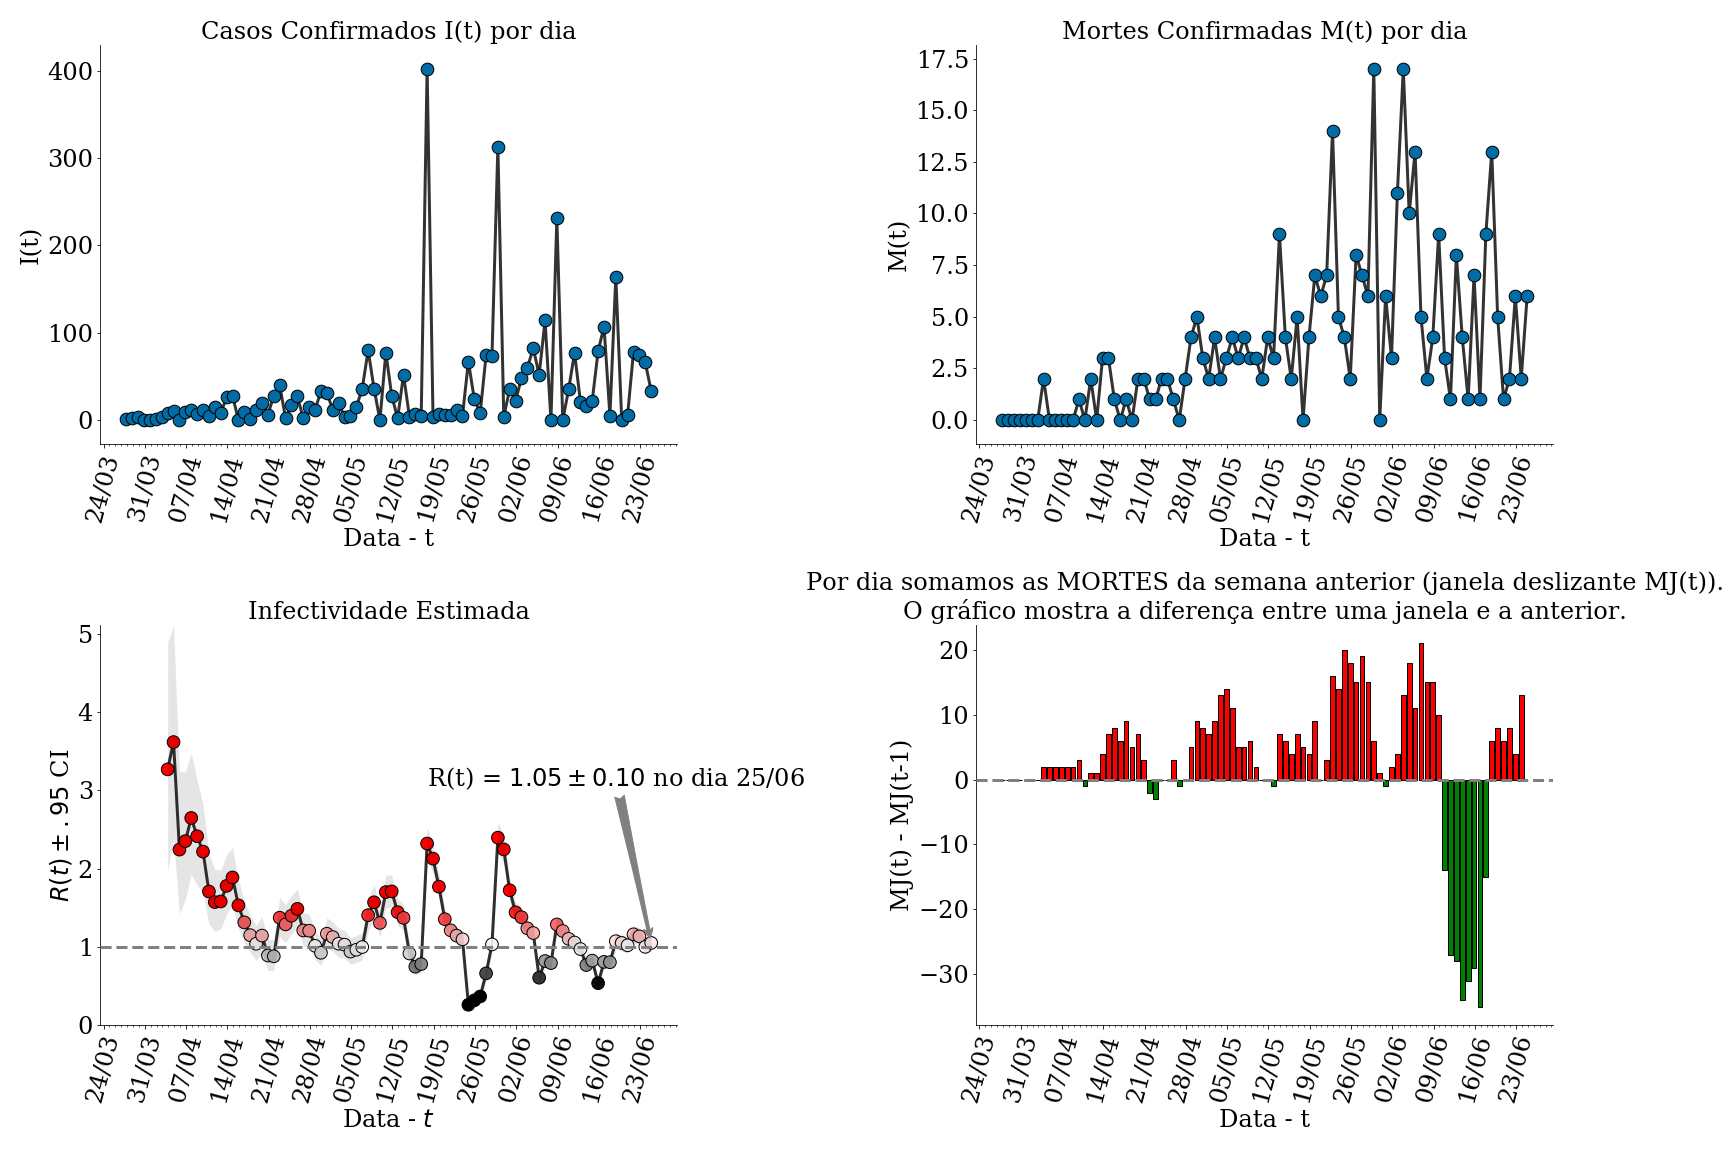 Casos Confirmados I(t) por dia
I(t)
400
300
200
100
0
24/03 31/03 07/04 14/04 21/04 28/04 05/05 12/05 19/05 26/05 02/06 09/06 16/06 23/06
Data - t
Mortes Confirmadas M(t) por dia
M(t)
17.5
15.0
12.5
10.0
7.5
5.0
2.5
0.0
24/03 31/03 07/04 14/04 21/04 28/04 05/05 12/05 19/05 26/05 02/06 09/06 16/06 23/06
Data - t
Infectividade Estimada
R(t) ± .95 CI
5
4
3
2
1
0
R(t) = 1.05 ± 0.10 no dia 25/06
24/03 31/03 07/04 14/04 21/04 28/04 05/05 12/05 19/05 26/05 02/06 09/06 16/06 23/06
Data - t
Por dia somamos as MORTES da semana anterior (janela deslizante MJ(t)).
O gráfico mostra a diferença entre uma janela e a anterior.
MJ(t) - MJ(t-1)
20
10
0
−10
−20
−30
24/03 31/03 07/04 14/04 21/04 28/04 05/05 12/05 19/05 26/05 02/06 09/06 16/06 23/06
Data - t